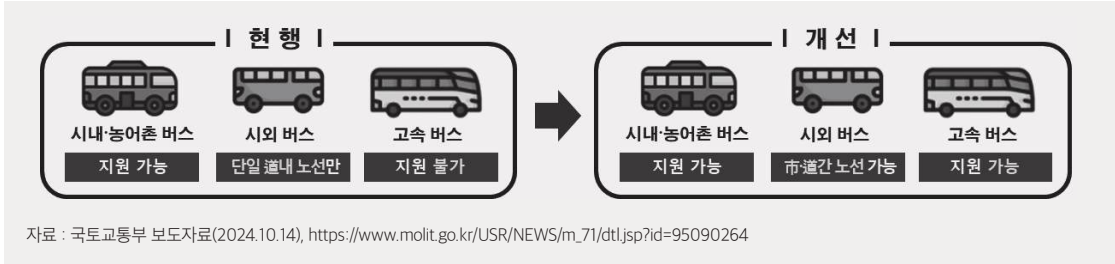 | 현 행 |
시내·농어촌 버스
지원 가능
시외 버스
단일 道내 노선만
고속 버스
지원 불가
| 개 선 |
시내·농어촌 버스
지원 가능
시외 버스
市·道간 노선 가능
고속 버스
지원 가능
자료 : 국토교통부 보도자료(2024.10.14), https://www.molit.go.kr/USR/NEWS/m_71/dtl.jsp?id=95090264